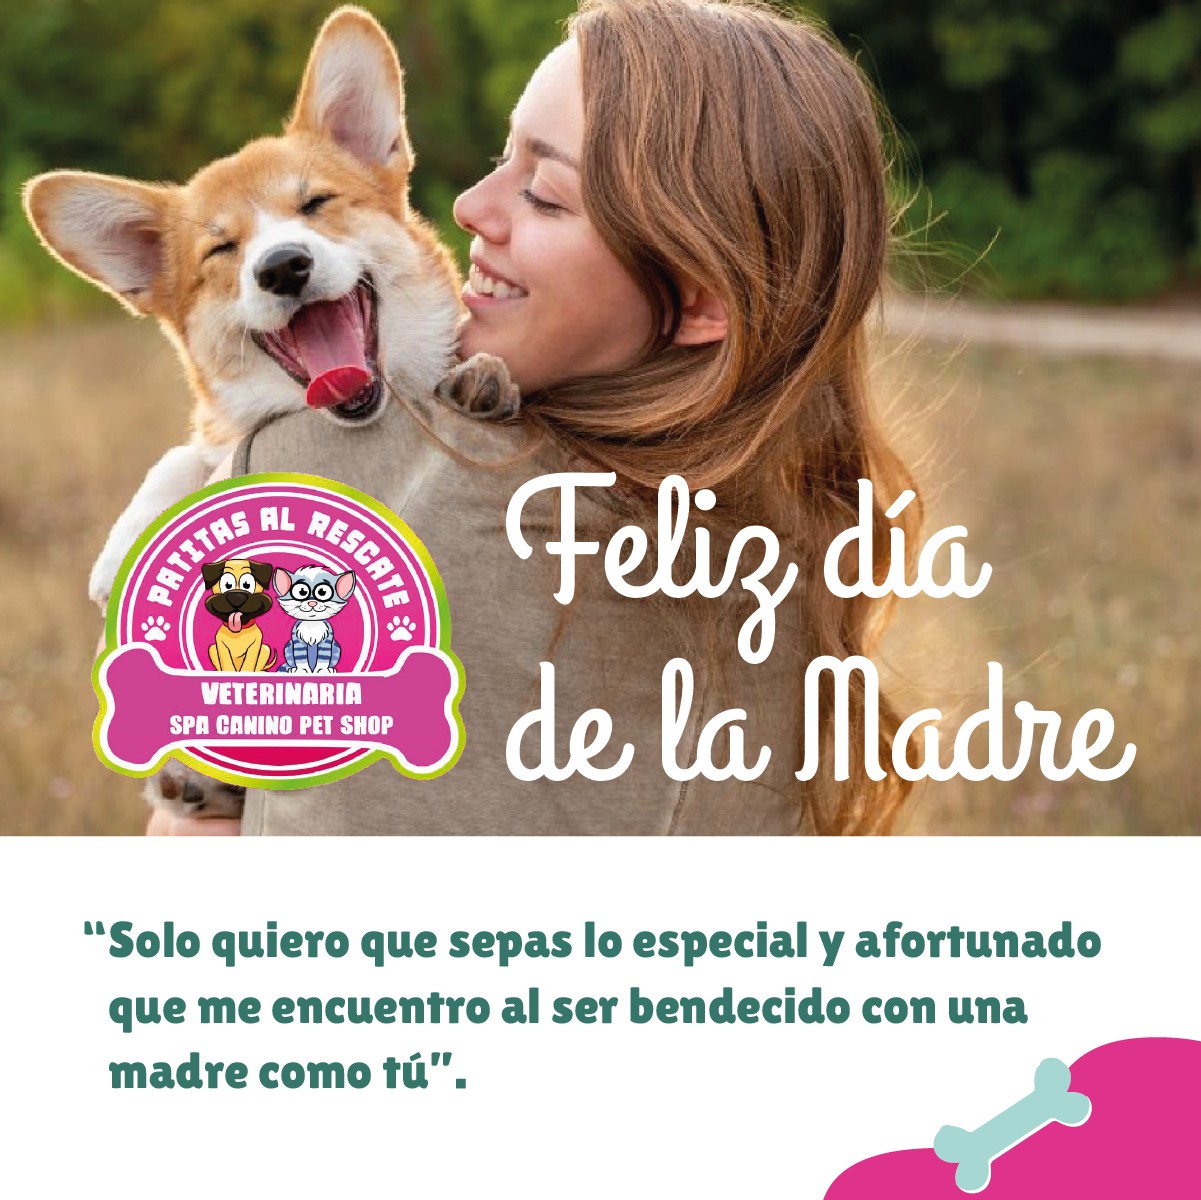 PATITAS AL RESCATE
VETERINARIA
SPA CANINO PET SHOP
Feliz día
de la Madre
“Solo quiero que sepas lo especial y afortunado
que me encuentro al ser bendecido con una
madre como tú”.